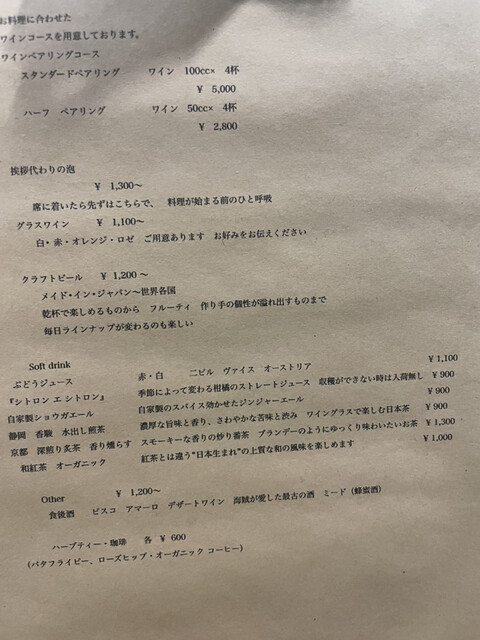 お料理に合わせた
ワインコースを用意しております。
ワインペアリングコース
スタンダードペアリング ワイン 100cc× 4杯
￥ 5,000
ハーフ ペアリング ワイン 50cc× 4杯
￥ 2,800
挨拶代わりの泡
￥ 1,300～
席に着いたら先ずはこちらで、 料理が始まる前のひと呼吸
グラスワイン ￥ 1,100～
白・赤・オレンジ・ロゼ ご用意あります お好みをお伝えください
クラフトビール ￥ 1,200～
メイド・イン・ジャパン～世界各国
乾杯で楽しめるものから フルーティ 作り手の個性が溢れ出すものまで
毎日ラインナップが変わるのも楽しい
Soft drink
ぶどうジュース 赤・白 二ビル ヴァイス オーストリア ￥ 1,100
『シトロン エ シトロン』 季節によって変わる柑橘のストレートジュース 収穫ができない時は入荷無し ￥ 900
自家製ショウガエール 自家製のスパイス効かせたジンジャーエール ￥ 900
静岡 香駿 水出し煎茶 濃厚な旨味と香り、さわやかな苦味と渋み ワイングラスで楽しむ日本茶 ￥ 900
京都 深煎り炙茶 香り燻らす スモーキーな香りの炒り番茶 ブランデーのようにゆっくり味わいたいお茶 ￥ 1,300
和紅茶 オーガニック 紅茶とは違う“日本生まれ”の上質な和の風味を楽しめます ￥ 1,000
Other ￥ 1,200～
食後酒 ピスコ アマーロ デザートワイン 海賊が愛した最古の酒 ミード（蜂蜜酒）
ハーブティー・珈琲 各 ￥ 600
（バタフライピー、ローズヒップ・オーガニック コーヒー）